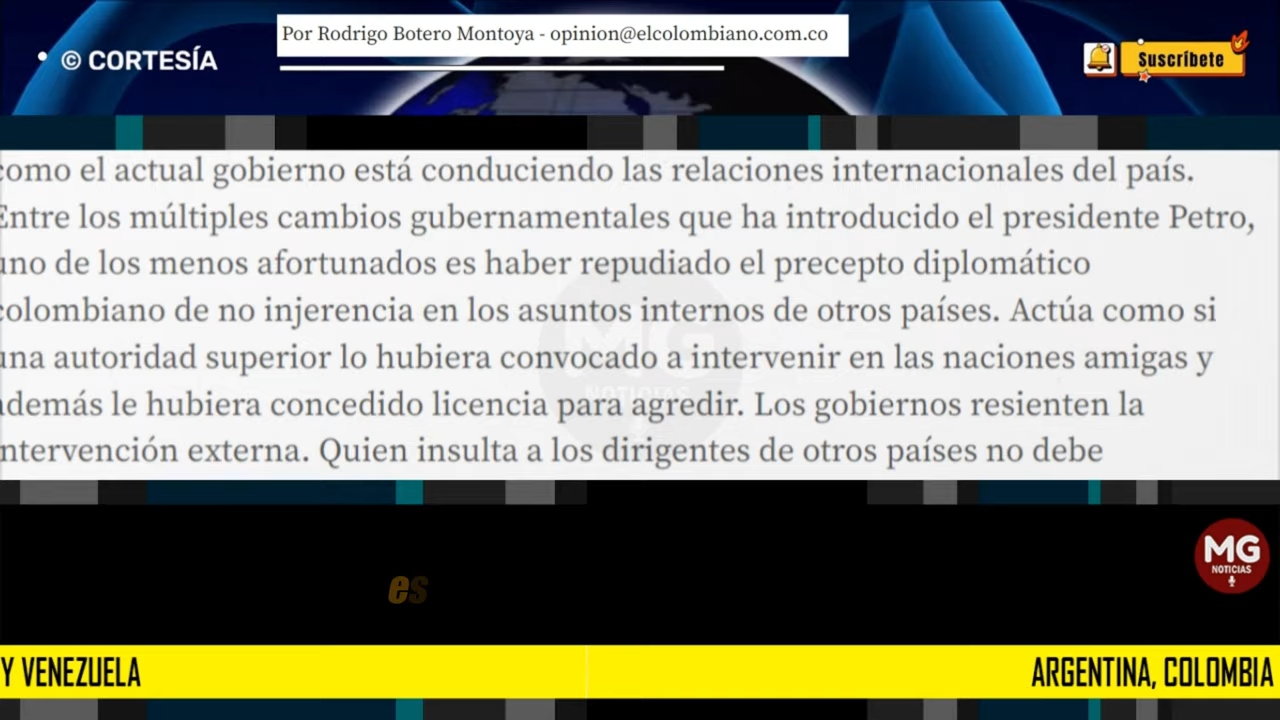 Por Rodrigo Botero Montoya - opinion@elcolombiano.com.co
© CORTESÍA
Suscríbete
como el actual gobierno está conduciendo las relaciones internacionales del país.
Entre los múltiples cambios gubernamentales que ha introducido el presidente Petro,
uno de los menos afortunados es haber repudiado el precepto diplomático
colombiano de no injerencia en los asuntos internos de otros países. Actúa como si
una autoridad superior lo hubiera convocado a intervenir en las naciones amigas y
además le hubiera concedido licencia para agredir. Los gobiernos resienten la
intervención externa. Quien insulta a los dirigentes de otros países no debe
MG
NOTICIAS
MG
NOTICIAS
es
Y VENEZUELA
ARGENTINA, COLOMBIA